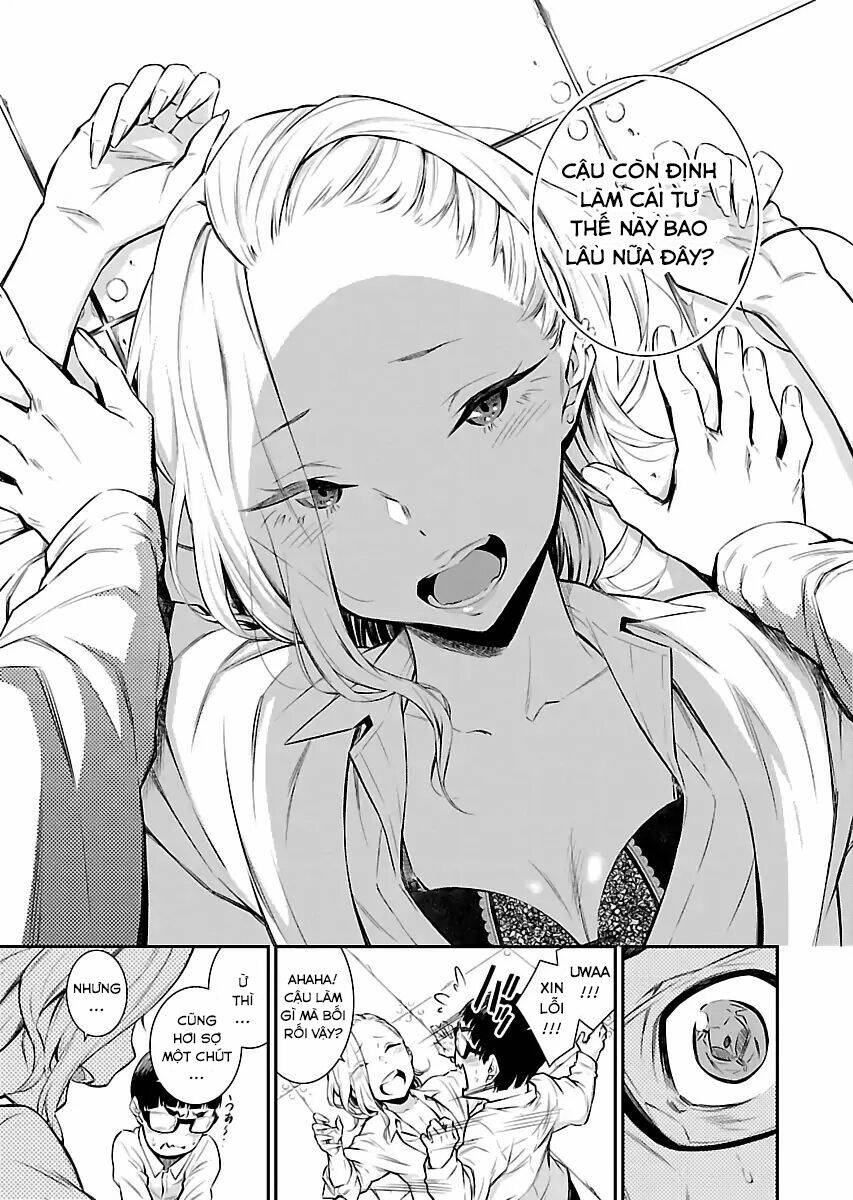 CẬU CÒN ĐỊNH
LÀM CÁI TƯ
THẾ NÀY BAO
LÂU NỮA ĐÂY?
UWAA
!!!
XIN
LỖI
!!!
AHAHA!
CẬU LÀM
GÌ MÀ BỐI
RỐI VẬY?
Ừ
THÌ
...
CŨNG
HƠI SỢ
MỘT CHÚT
...
NHƯNG
...